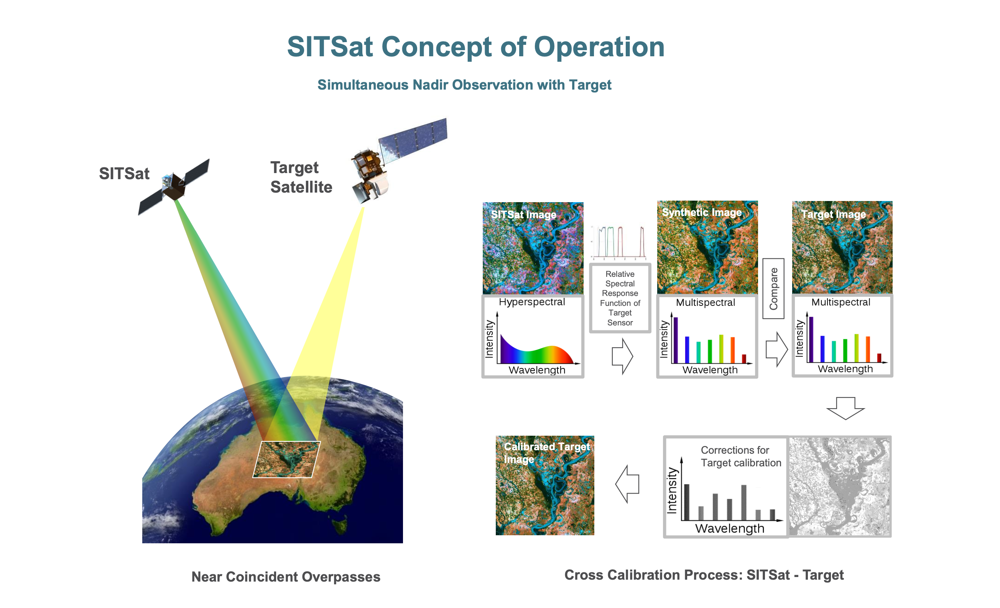 SITSat Concept of Operation
Simultaneous Nadir Observation with Target
SITSat
Target
Satellite
SITSat Image
Hyperspectral
Intensity
Wavelength
Relative
Spectral
Response
Function of
Target
Sensor
Synthetic Image
Multispectral
Intensity
Wavelength
Compare
Target Image
Multispectral
Intensity
Wavelength
Corrections for
Target calibration
Intensity
Wavelength
Calibrated Target
Image
Near Coincident Overpasses
Cross Calibration Process: SITSat - Target